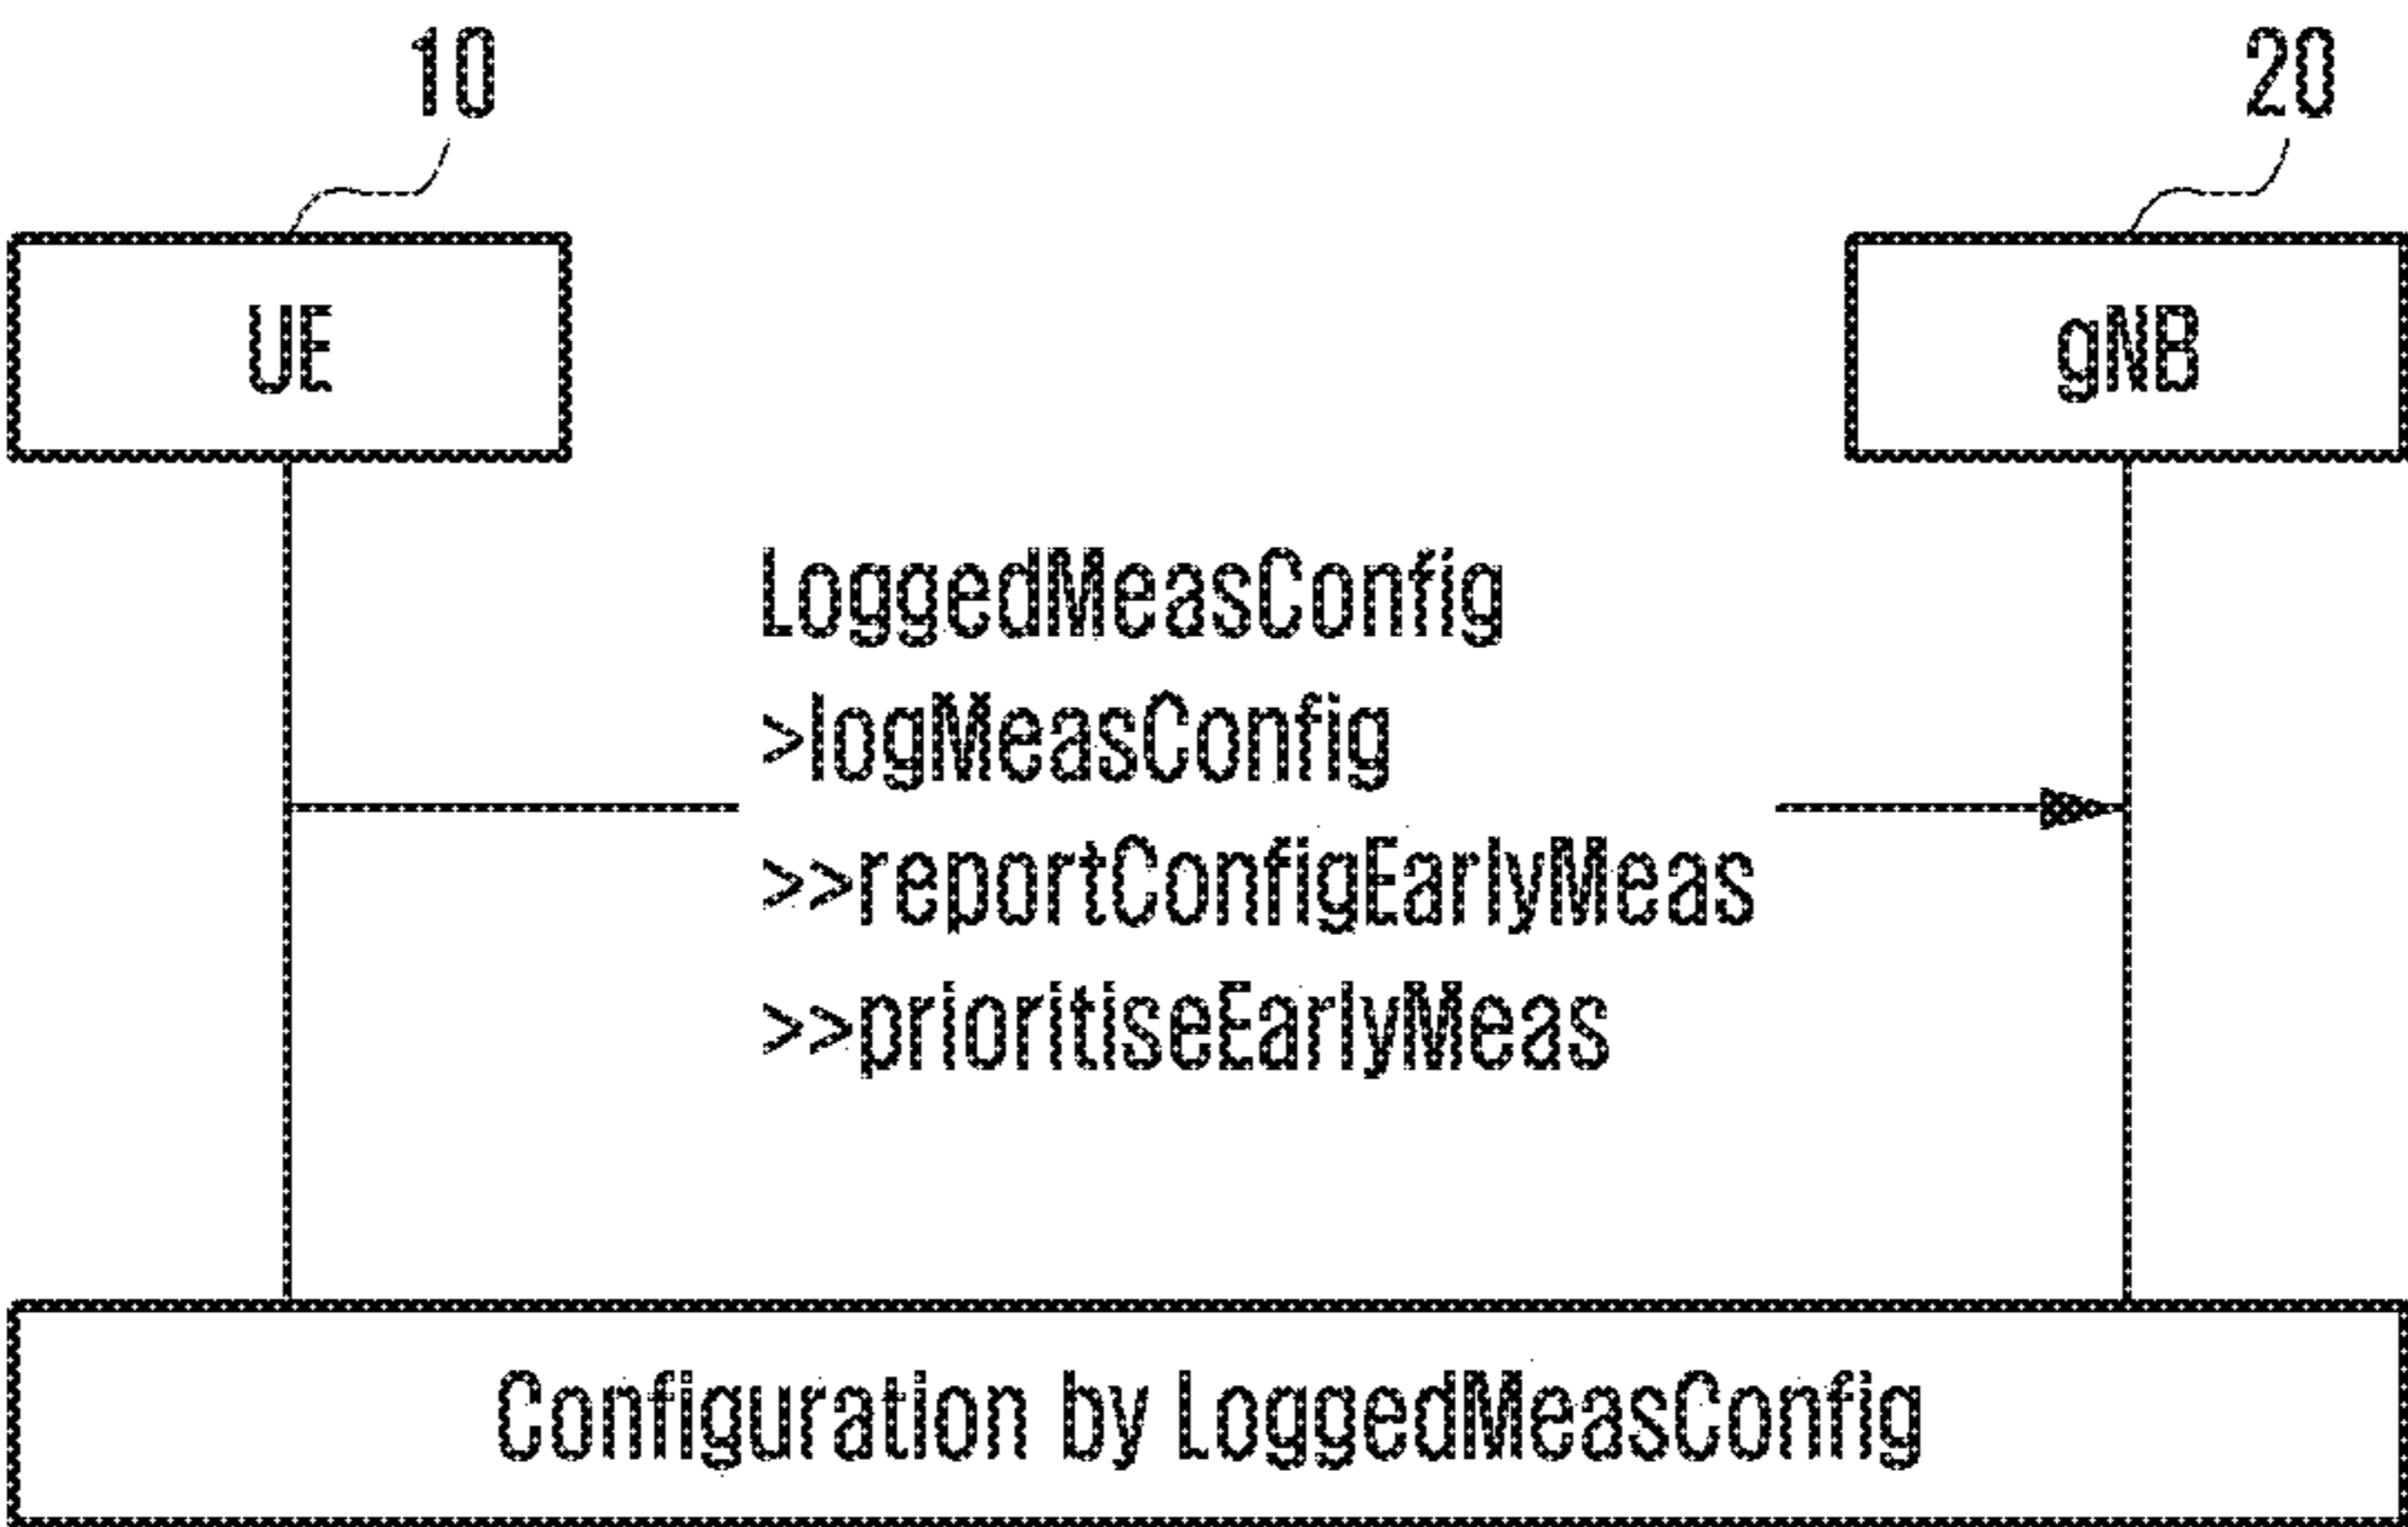 10
20
UE
gNB
LoggedMeasConfig
>logMeasConfig
>>reportConfigEarlyMeas
>>prioritiseEarlyMeas
Configuration by LoggedMeasConfig